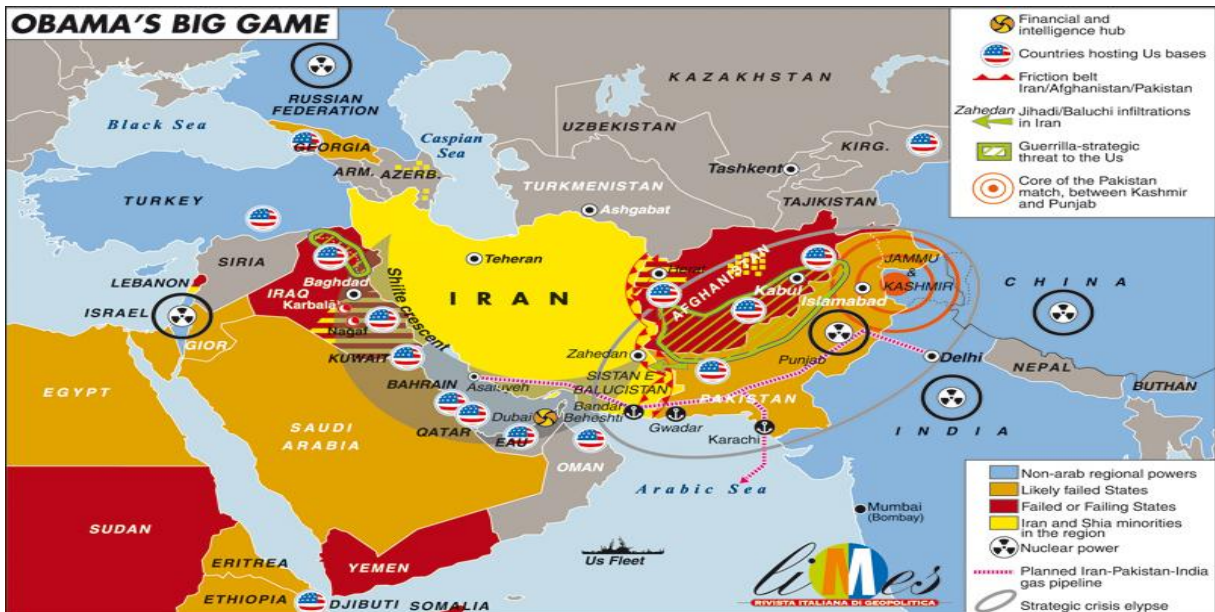 OBAMA'S BIG GAME
Financial and
intelligence hub
Countries hosting Us bases
Friction belt
Iran/Afghanistan/Pakistan
Zahedan
Jihadi/Baluchi infiltrations
in Iran
Guerrilla-strategic
threat to the Us
Core of the Pakistan
match, between Kashmir
and Punjab
RUSSIAN
FEDERATION
KAZAKHSTAN
Black Sea
Caspian
Sea
UZBEKISTAN
GEORGIA
KIRG.
ARM.
AZERB.
Tashkent
TURKMENISTAN
TURKEY
Ashgabat
TAJIKISTAN
SYRIA
Teheran
LEBANON
Baghdad
IRAQ
Karbalā
Shiite crescent
IRAN
Herat
AFGHANISTAN
Kabul
Islamabad
JAMMU
&
KASHMIR
CHINA
ISRAEL
Nagaf
GIOR.
KUWAIT
Zahedan
Punjab
Delhi
NEPAL
BUTHAN
EGYPT
SAUDI
ARABIA
BAHRAIN
Asaluyeh
SISTAN E
BALUCISTAN
PAKISTAN
QATAR
Dubai
EAU
Bandar
Beheshti
Gwadar
Karachi
INDIA
OMAN
Arabic Sea
Mumbai
(Bombay)
SUDAN
ERITREA
YEMEN
ETHIOPIA
DJIBUTI
SOMALIA
Us Fleet
liMes
RIVISTA ITALIANA DI GEOPOLITICA
Non-arab regional powers
Likely failed States
Failed or Failing States
Iran and Shia minorities
in the region
Nuclear power
Planned Iran-Pakistan-India
gas pipeline
Strategic crisis elypse